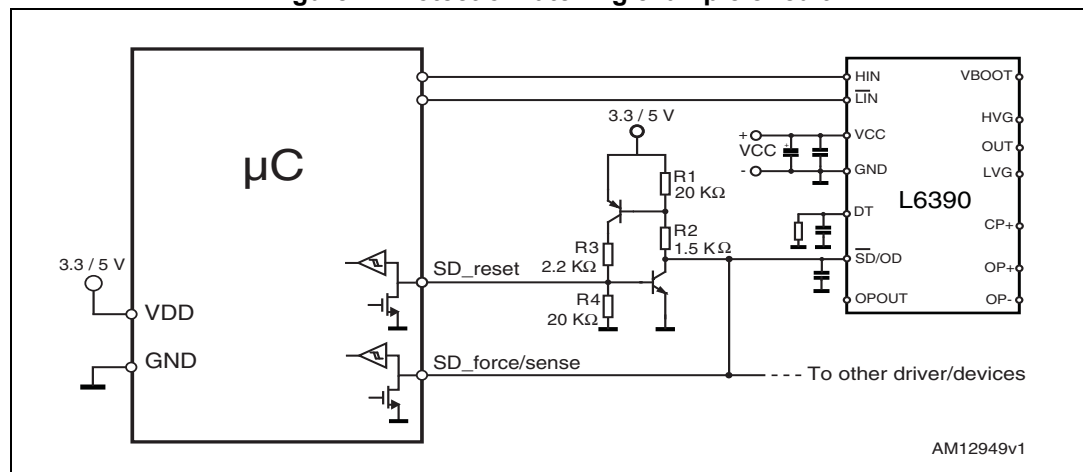 3.3 / 5 V
µC
3.3 / 5 V
VDD
GND
SD_reset
SD_force/sense
R1
20 KΩ
R2
1.5 KΩ
R3
2.2 KΩ
R4
20 KΩ
+
VCC
-
+
HIN
LIN
VCC
GND
DT
SD/OD
OPOUT
L6390
VBOOT
HVG
OUT
LVG
CP+
OP+
OP-
To other driver/devices
AM12949v1